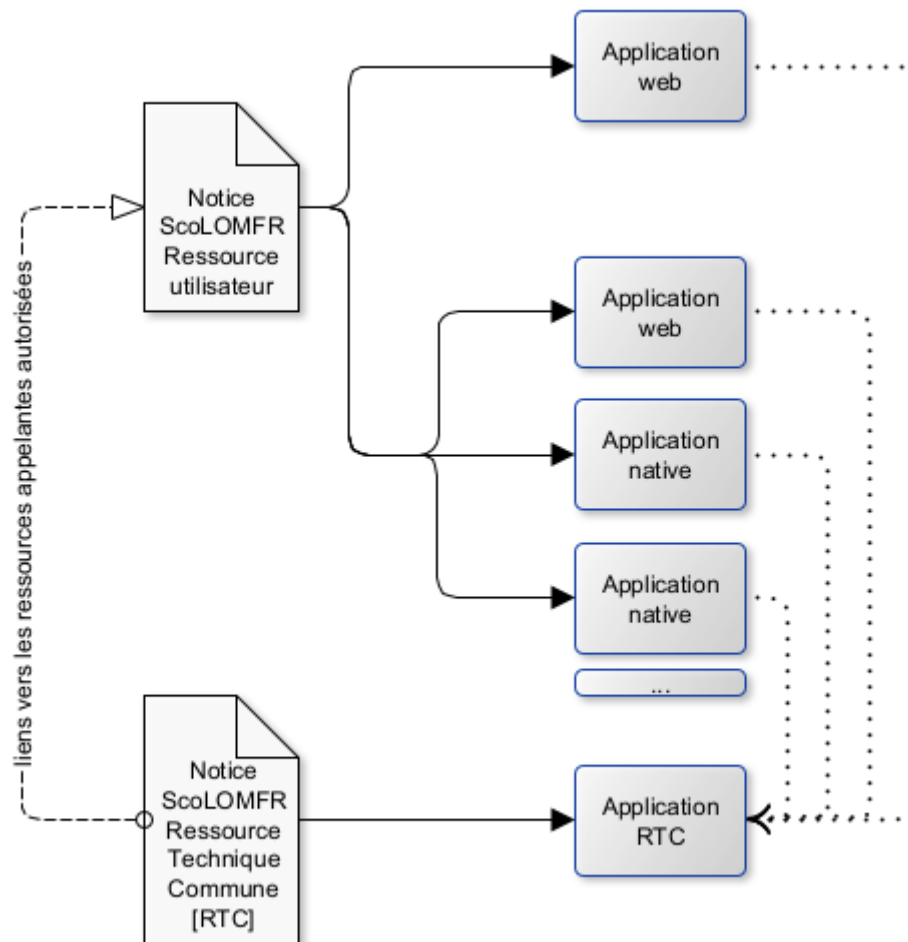 Application
web
Notice
ScoLOMFR
Ressource
utilisateur
liens vers les ressources appelantes autorisées
Application
web
Application
native
Application
native
...
Notice
ScoLOMFR
Ressource
Technique
Commune
[RTC]
Application
RTC